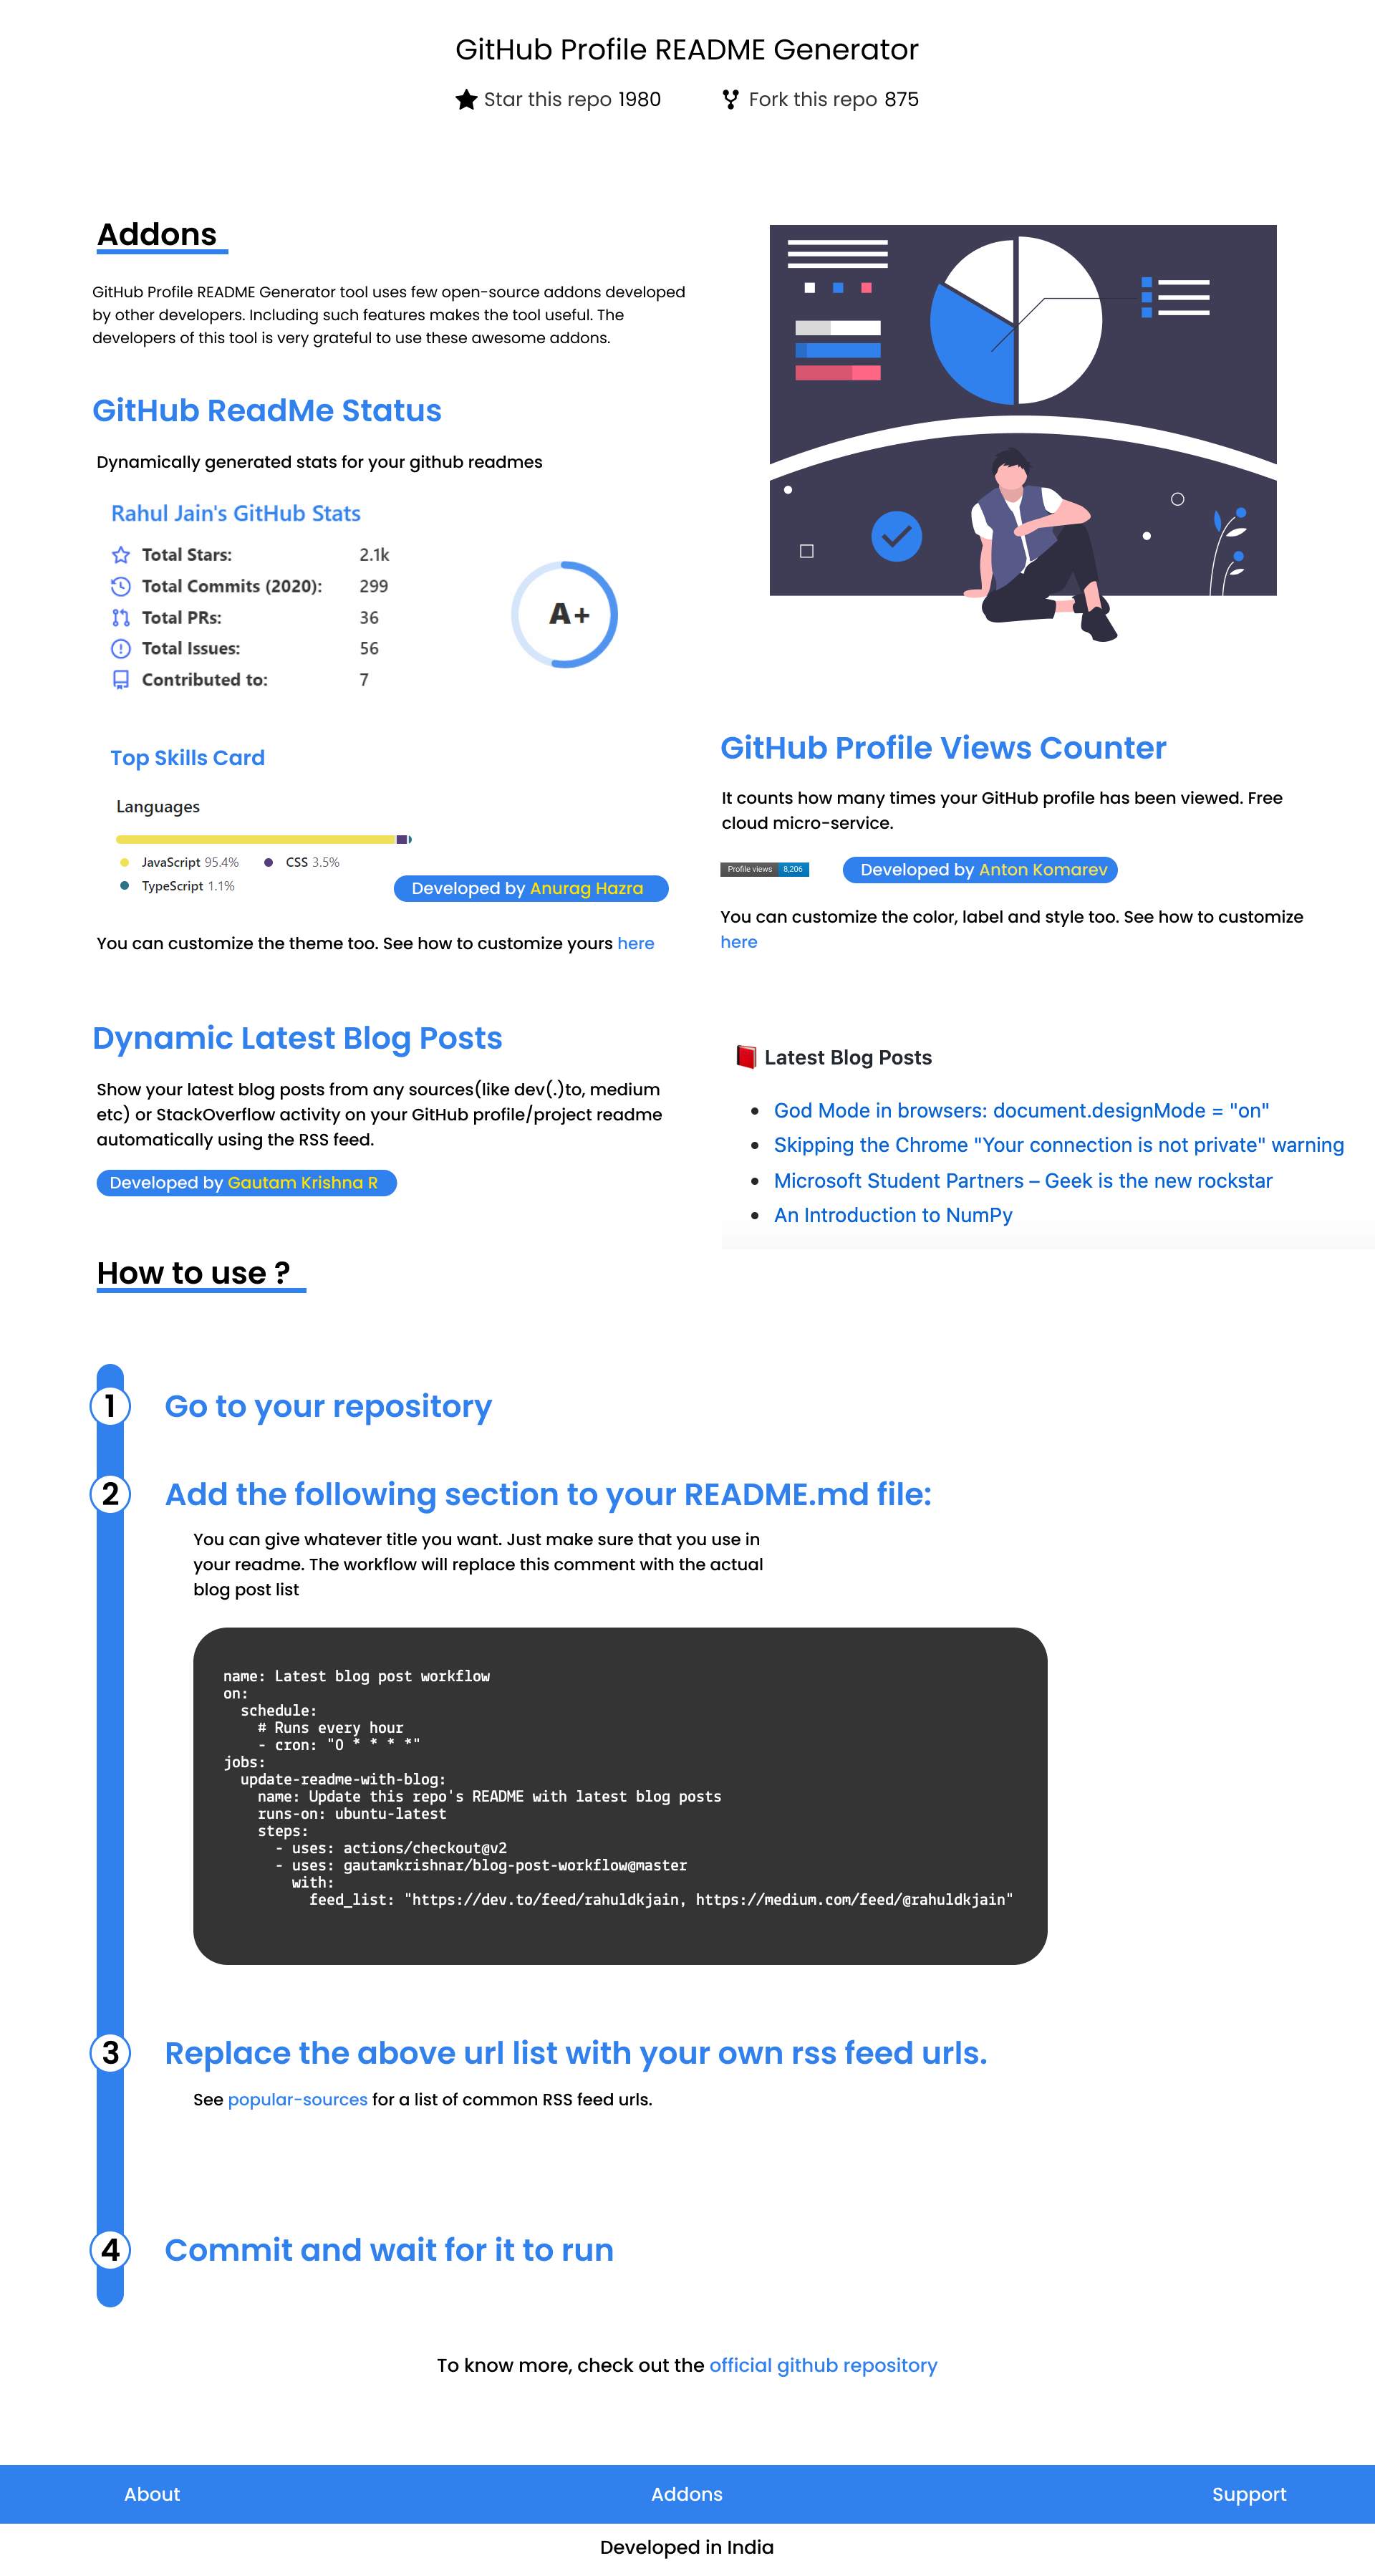 GitHub Profile README Generator
Star this repo 1980
Fork this repo 875
Addons
GitHub Profile README Generator tool uses few open-source addons developed
by other developers. Including such features makes the tool useful. The
developers of this tool is very grateful to use these awesome addons.
GitHub ReadMe Status
Dynamically generated stats for your github readmes
Rahul Jain's GitHub Stats
Total Stars: 2.1k
Total Commits (2020): 299
Total PRs: 36
Total Issues: 56
Contributed to: 7
A+
Top Skills Card
Languages
JavaScript 95.4% CSS 3.5%
TypeScript 1.1%
Developed by Anurag Hazra
You can customize the theme too. See how to customize yours here
GitHub Profile Views Counter
It counts how many times your GitHub profile has been viewed. Free
cloud micro-service.
Profile views 8,206
Developed by Anton Komarev
You can customize the color, label and style too. See how to customize
here
Dynamic Latest Blog Posts
Show your latest blog posts from any sources(like dev(.)to, medium
etc) or StackOverflow activity on your GitHub profile/project readme
automatically using the RSS feed.
Developed by Gautam Krishna R
Latest Blog Posts
God Mode in browsers: document.designMode = "on"
Skipping the Chrome "Your connection is not private" warning
Microsoft Student Partners – Geek is the new rockstar
An Introduction to NumPy
How to use ?
1 Go to your repository
2 Add the following section to your README.md file:
You can give whatever title you want. Just make sure that you use in
your readme. The workflow will replace this comment with the actual
blog post list
name: Latest blog post workflow
on:
schedule:
# Runs every hour
- cron: "0 * * * *"
jobs:
update-readme-with-blog:
name: Update this repo's README with latest blog posts
runs-on: ubuntu-latest
steps:
- uses: actions/checkout@v2
- uses: gautamkrishnar/blog-post-workflow@master
with:
feed_list: "https://dev.to/feed/rahuldkjain, https://medium.com/feed/@rahuldkjain"
3 Replace the above url list with your own rss feed urls.
See popular-sources for a list of common RSS feed urls.
4 Commit and wait for it to run
To know more, check out the official github repository
About
Addons
Support
Developed in India